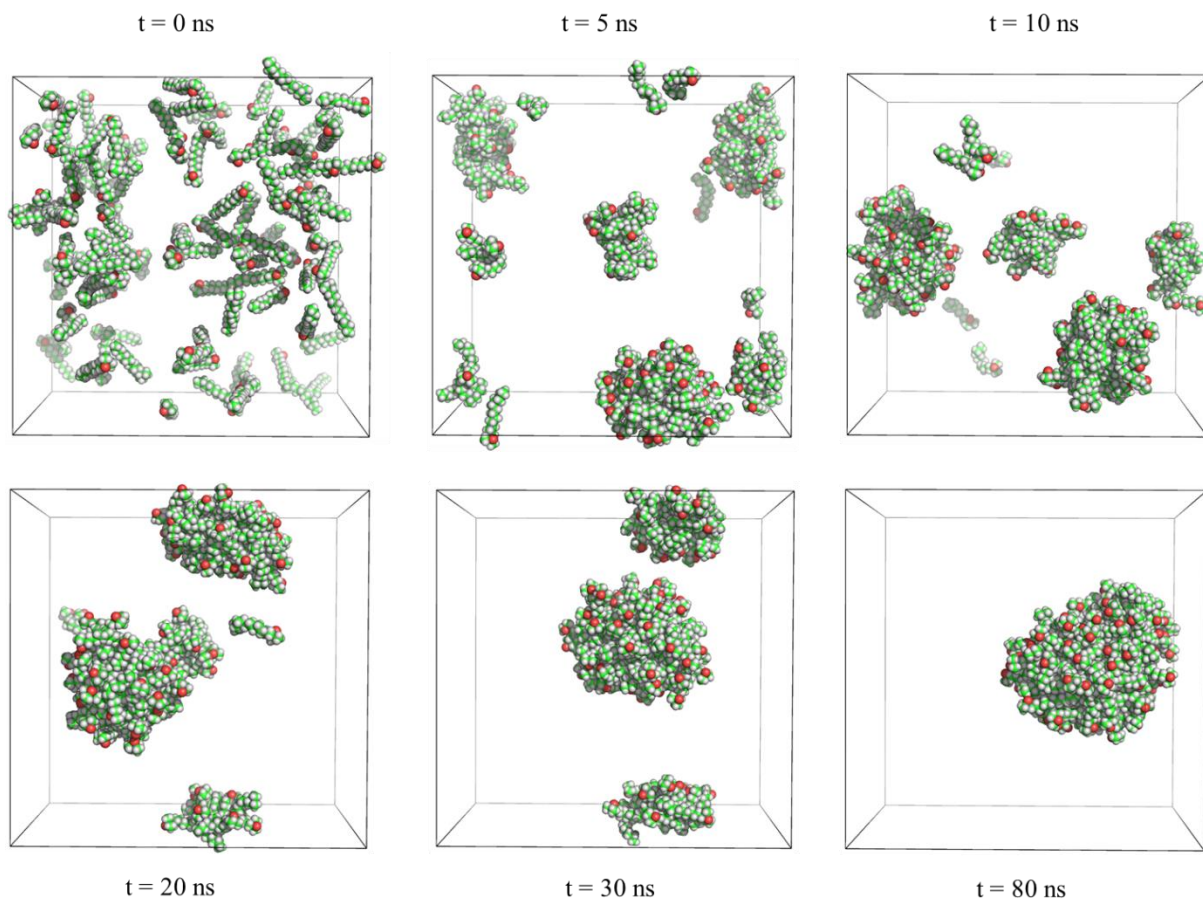 t = 0 ns
t = 5 ns
t = 10 ns
t = 20 ns
t = 30 ns
t = 80 ns